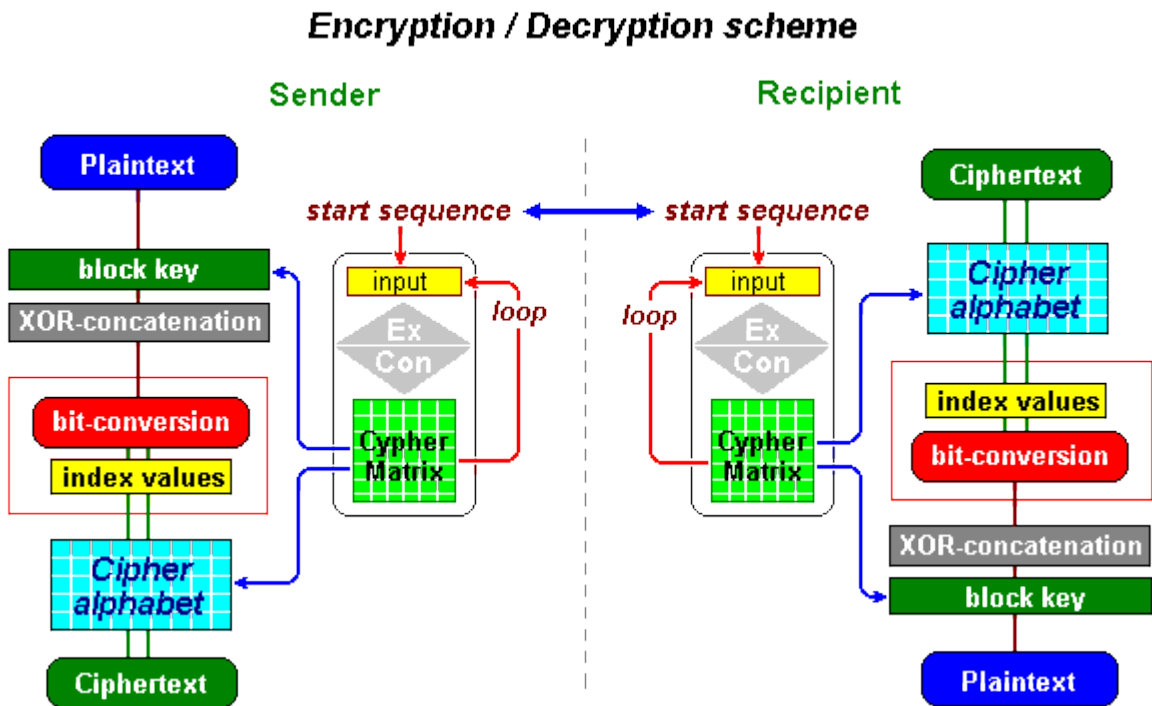 Encryption / Decryption scheme
Sender
Recipient
Plaintext
block key
XOR-concatenation
bit-conversion
index values
Cipher
alphabet
Ciphertext
start sequence
input
loop
Ex
Con
Cypher
Matrix
start sequence
input
loop
Ex
Con
Cypher
Matrix
Ciphertext
Cipher
alphabet
index values
bit-conversion
XOR-concatenation
block key
Plaintext